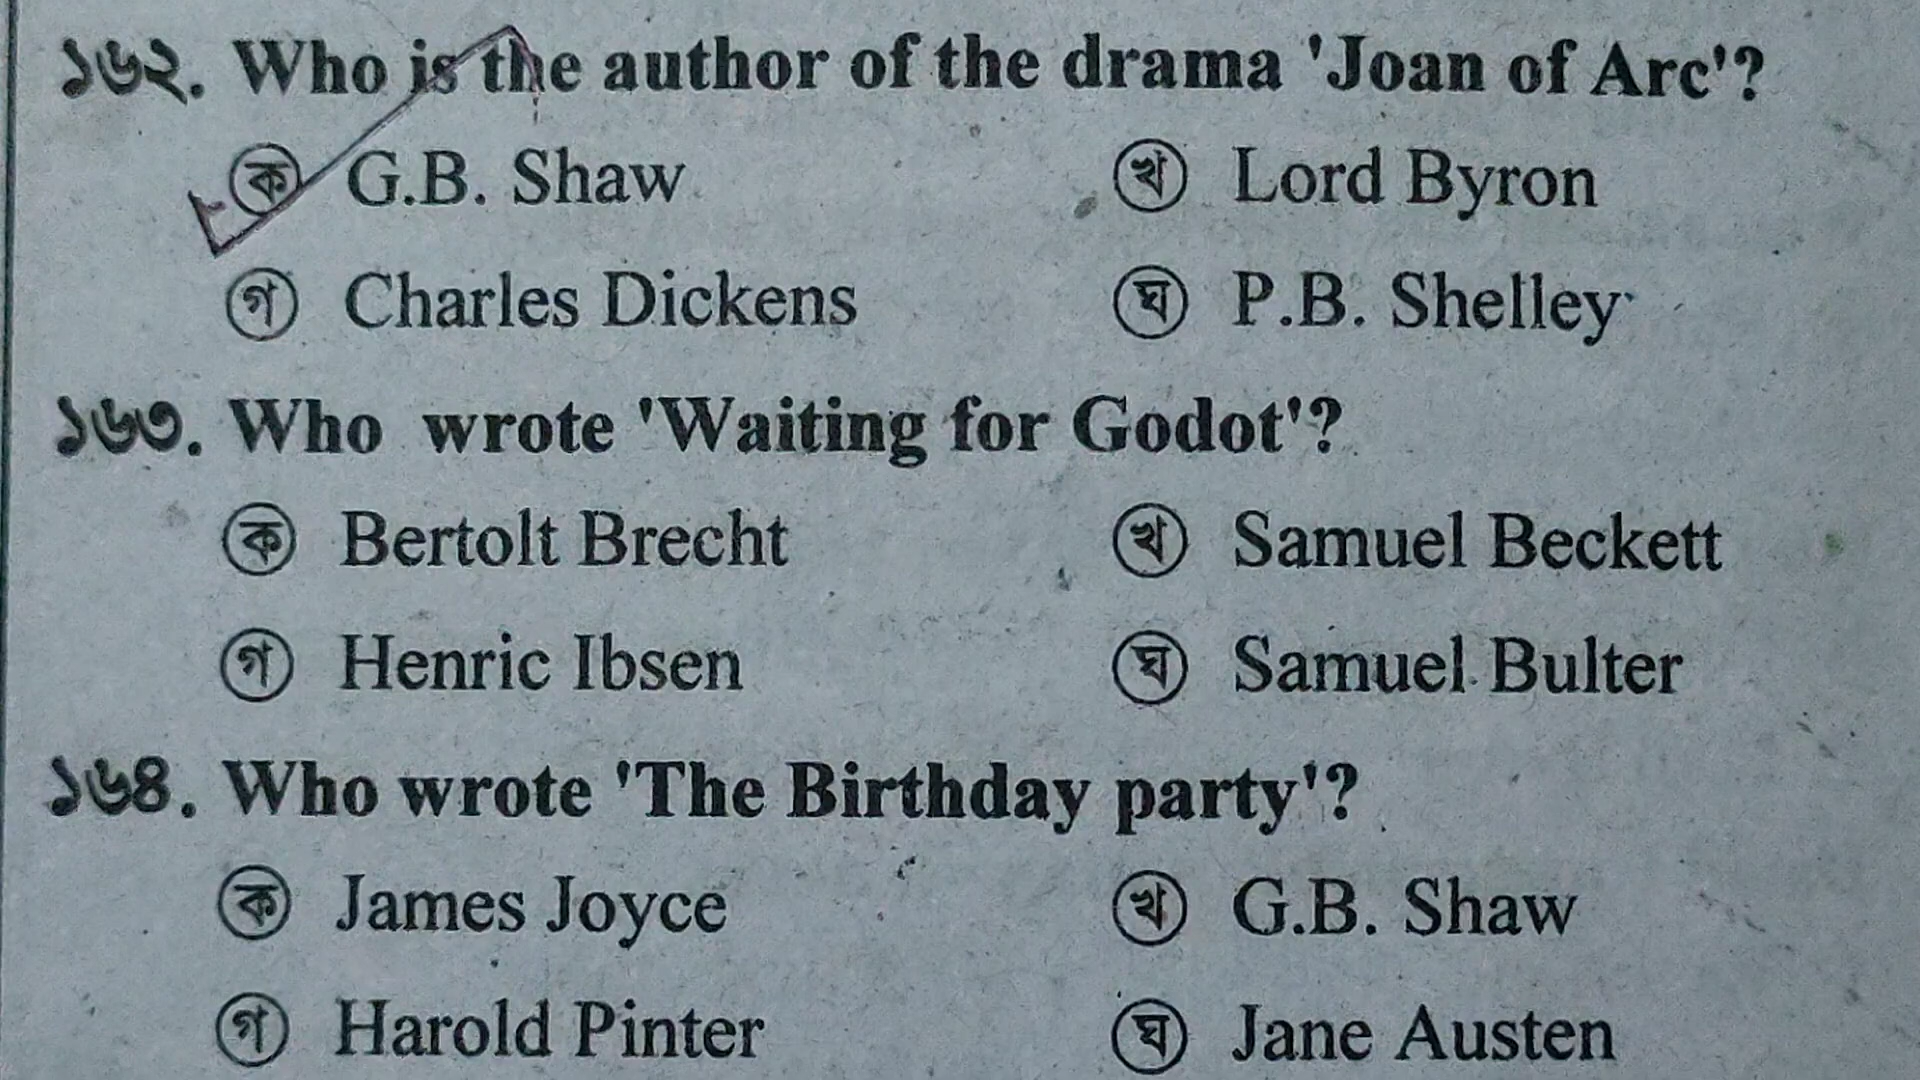 ১৬২. Who is the author of the drama 'Joan of Arc'?
ক G.B. Shaw খ Lord Byron
গ Charles Dickens ঘ P.B. Shelley
১৬৩. Who wrote 'Waiting for Godot'?
ক Bertolt Brecht খ Samuel Beckett
গ Henric Ibsen ঘ Samuel Bulter
১৬৪. Who wrote 'The Birthday party'?
ক James Joyce খ G.B. Shaw
গ Harold Pinter ঘ Jane Austen